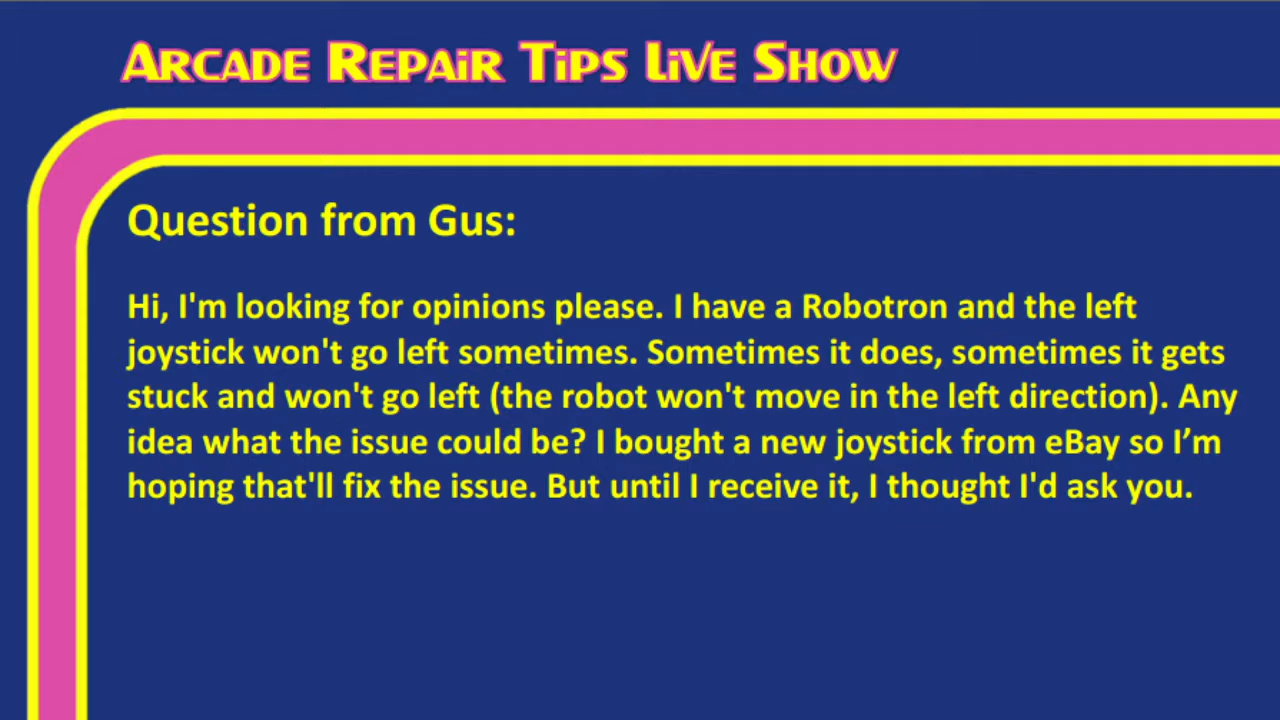 Arcade Repair Tips Live Show
Question from Gus:
Hi, I'm looking for opinions please. I have a Robotron and the left
joystick won't go left sometimes. Sometimes it does, sometimes it gets
stuck and won't go left (the robot won't move in the left direction). Any
idea what the issue could be? I bought a new joystick from eBay so I’m
hoping that'll fix the issue. But until I receive it, I thought I'd ask you.